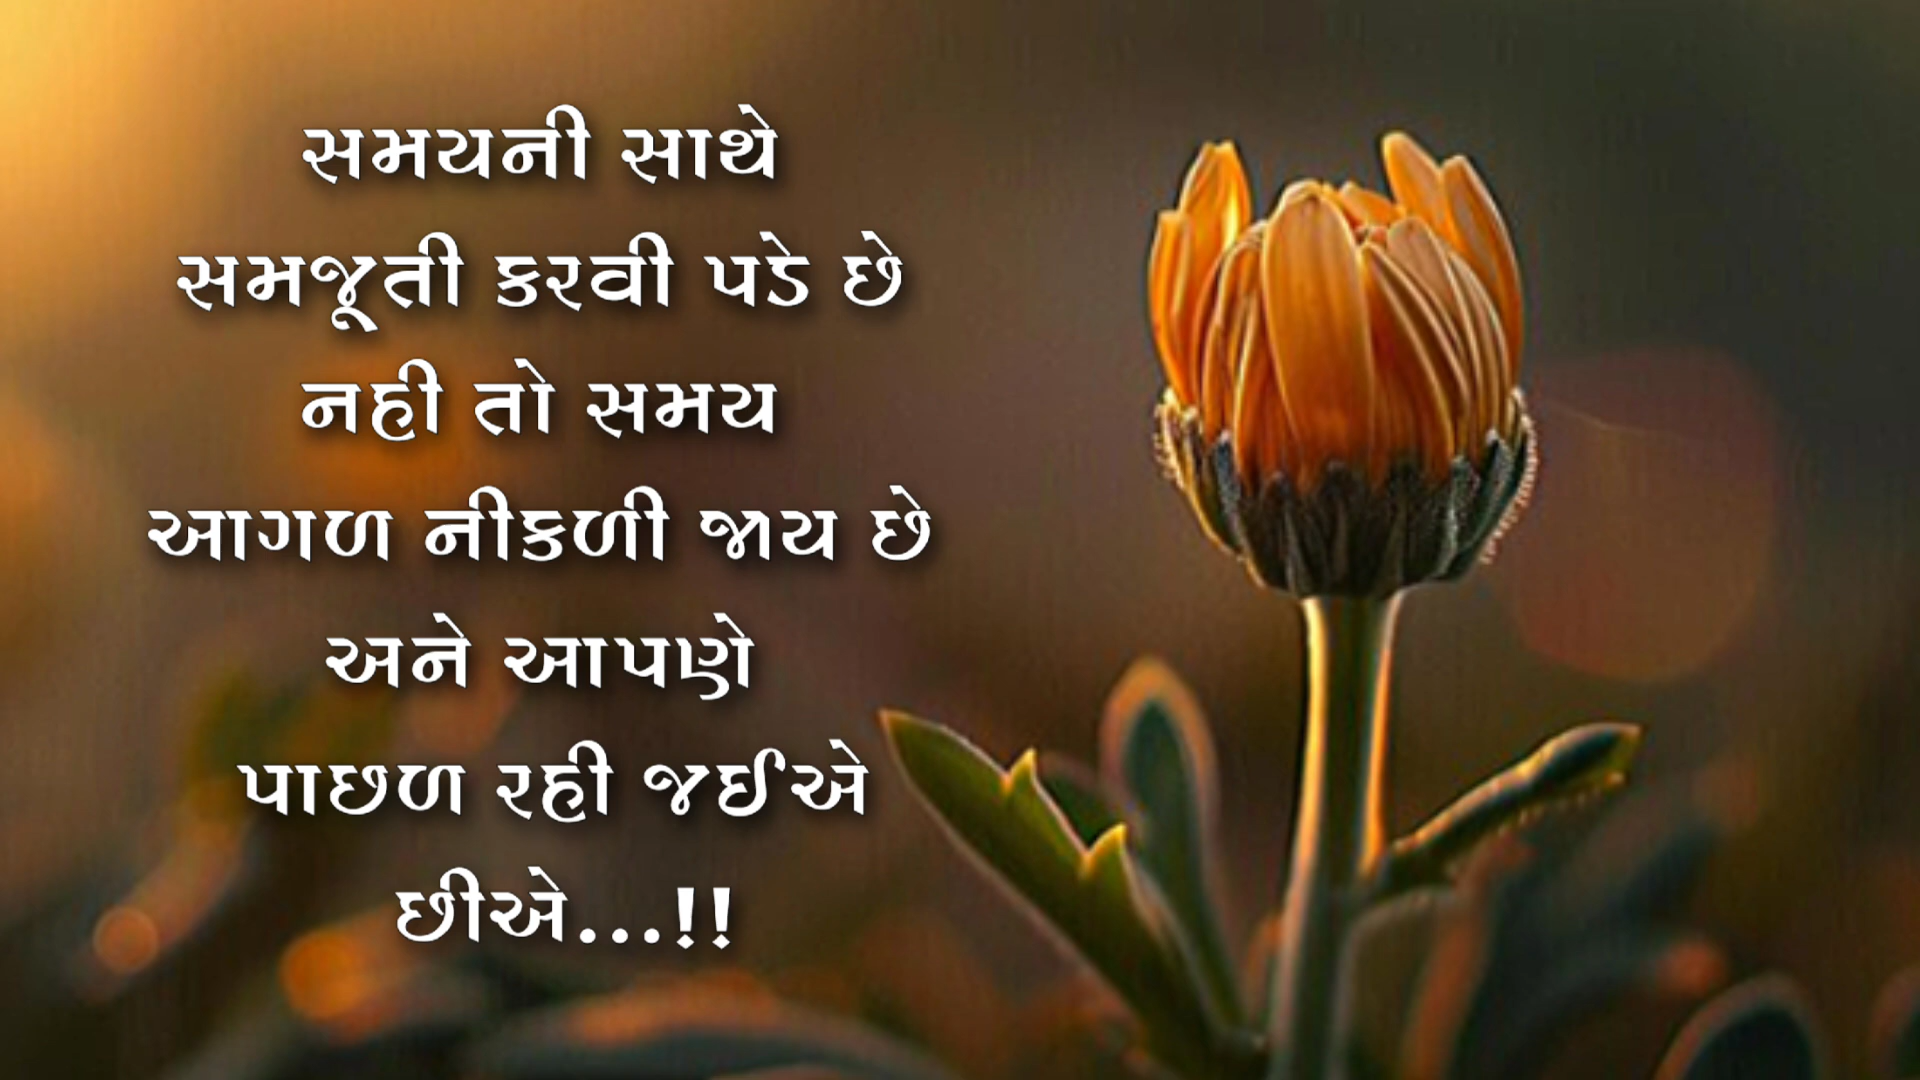 સમયની સાથે
સમજૂતી કરવી પડે છે
નહી તો સમય
આગળ નીકળી જાય છે
અને આપણે
પાછળ રહી જઈએ
છીએ...!!